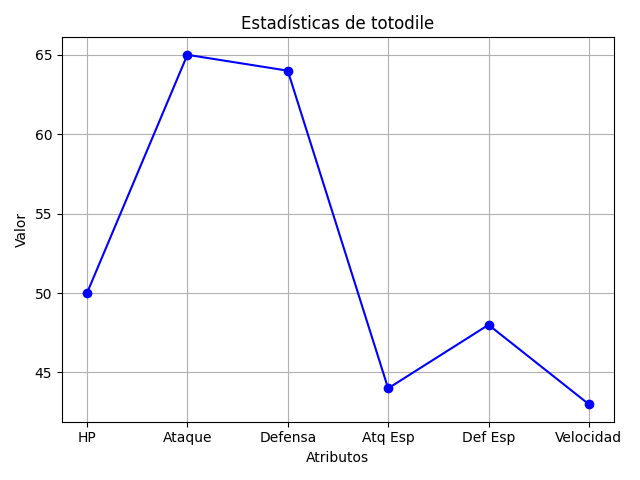 Estadísticas de totodile
65
60
55
50
45
Valor
HP Ataque Defensa Atq Esp Def Esp Velocidad
Atributos